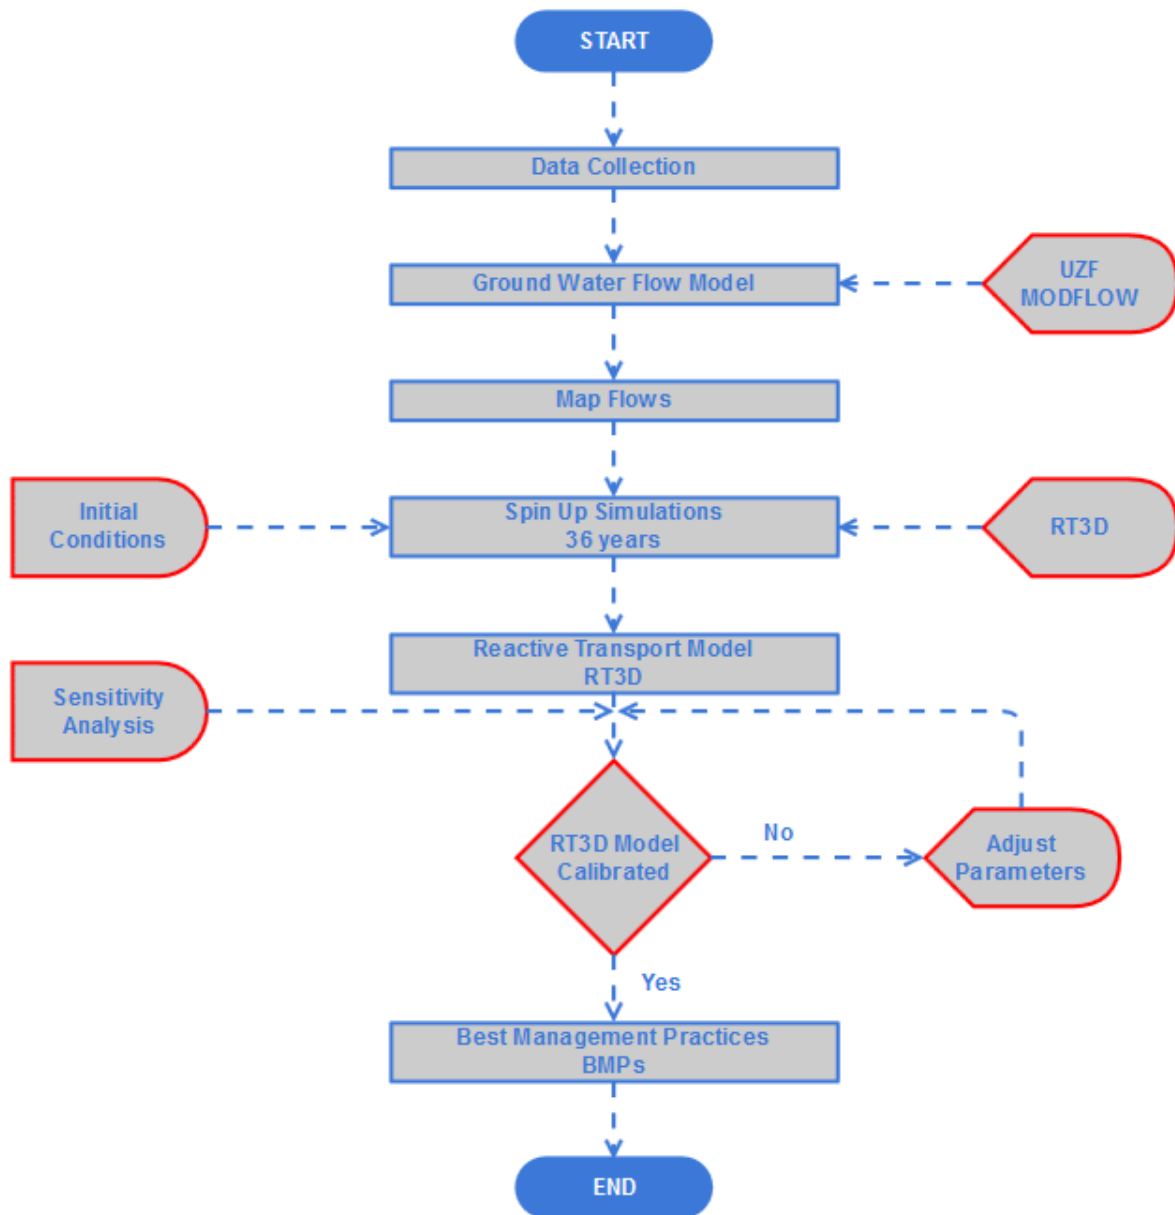 START
Data Collection
Ground Water Flow Model
UZF
MODFLOW
Map Flows
Initial
Conditions
Spin Up Simulations
36 years
RT3D
Reactive Transport Model
RT3D
Sensitivity
Analysis
RT3D Model
Calibrated
No
Adjust
Parameters
Yes
Best Management Practices
BMPs
END